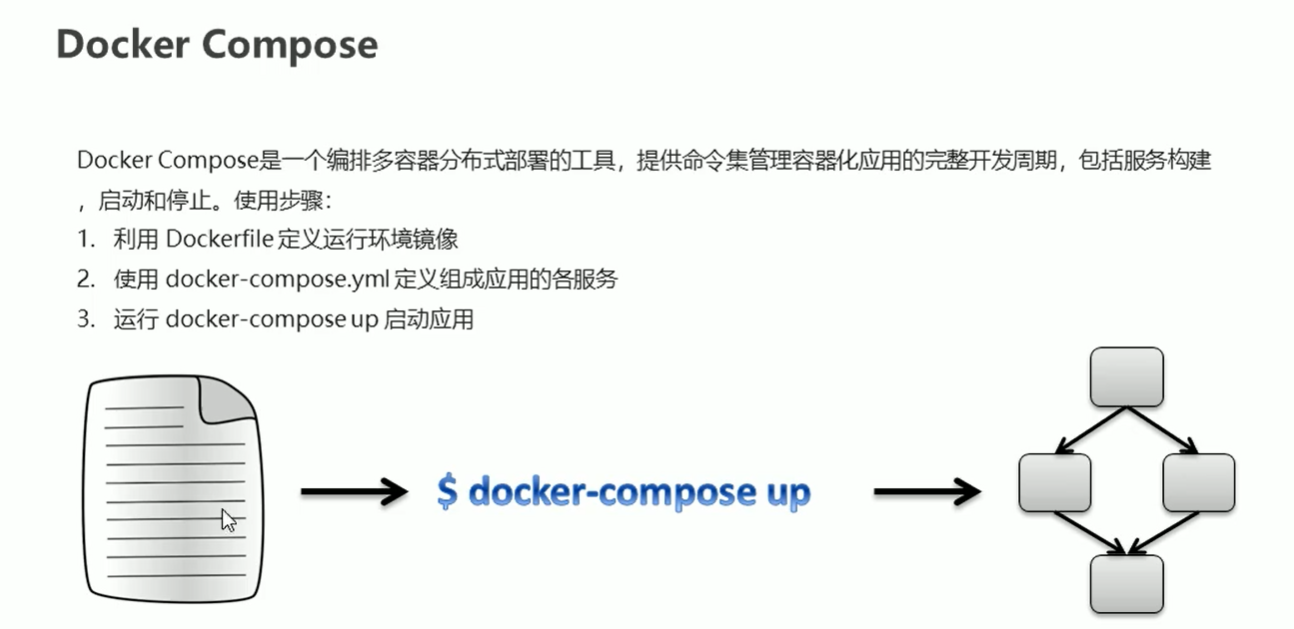 Docker Compose
Docker Compose是一个编排多容器分布式部署的工具，提供命令集管理容器化应用的完整开发周期，包括服务构建
，启动和停止。使用步骤：
1. 利用 Dockerfile 定义运行环境镜像
2. 使用 docker-compose.yml 定义组成应用的各服务
3. 运行 docker-compose up 启动应用
$ docker-compose up